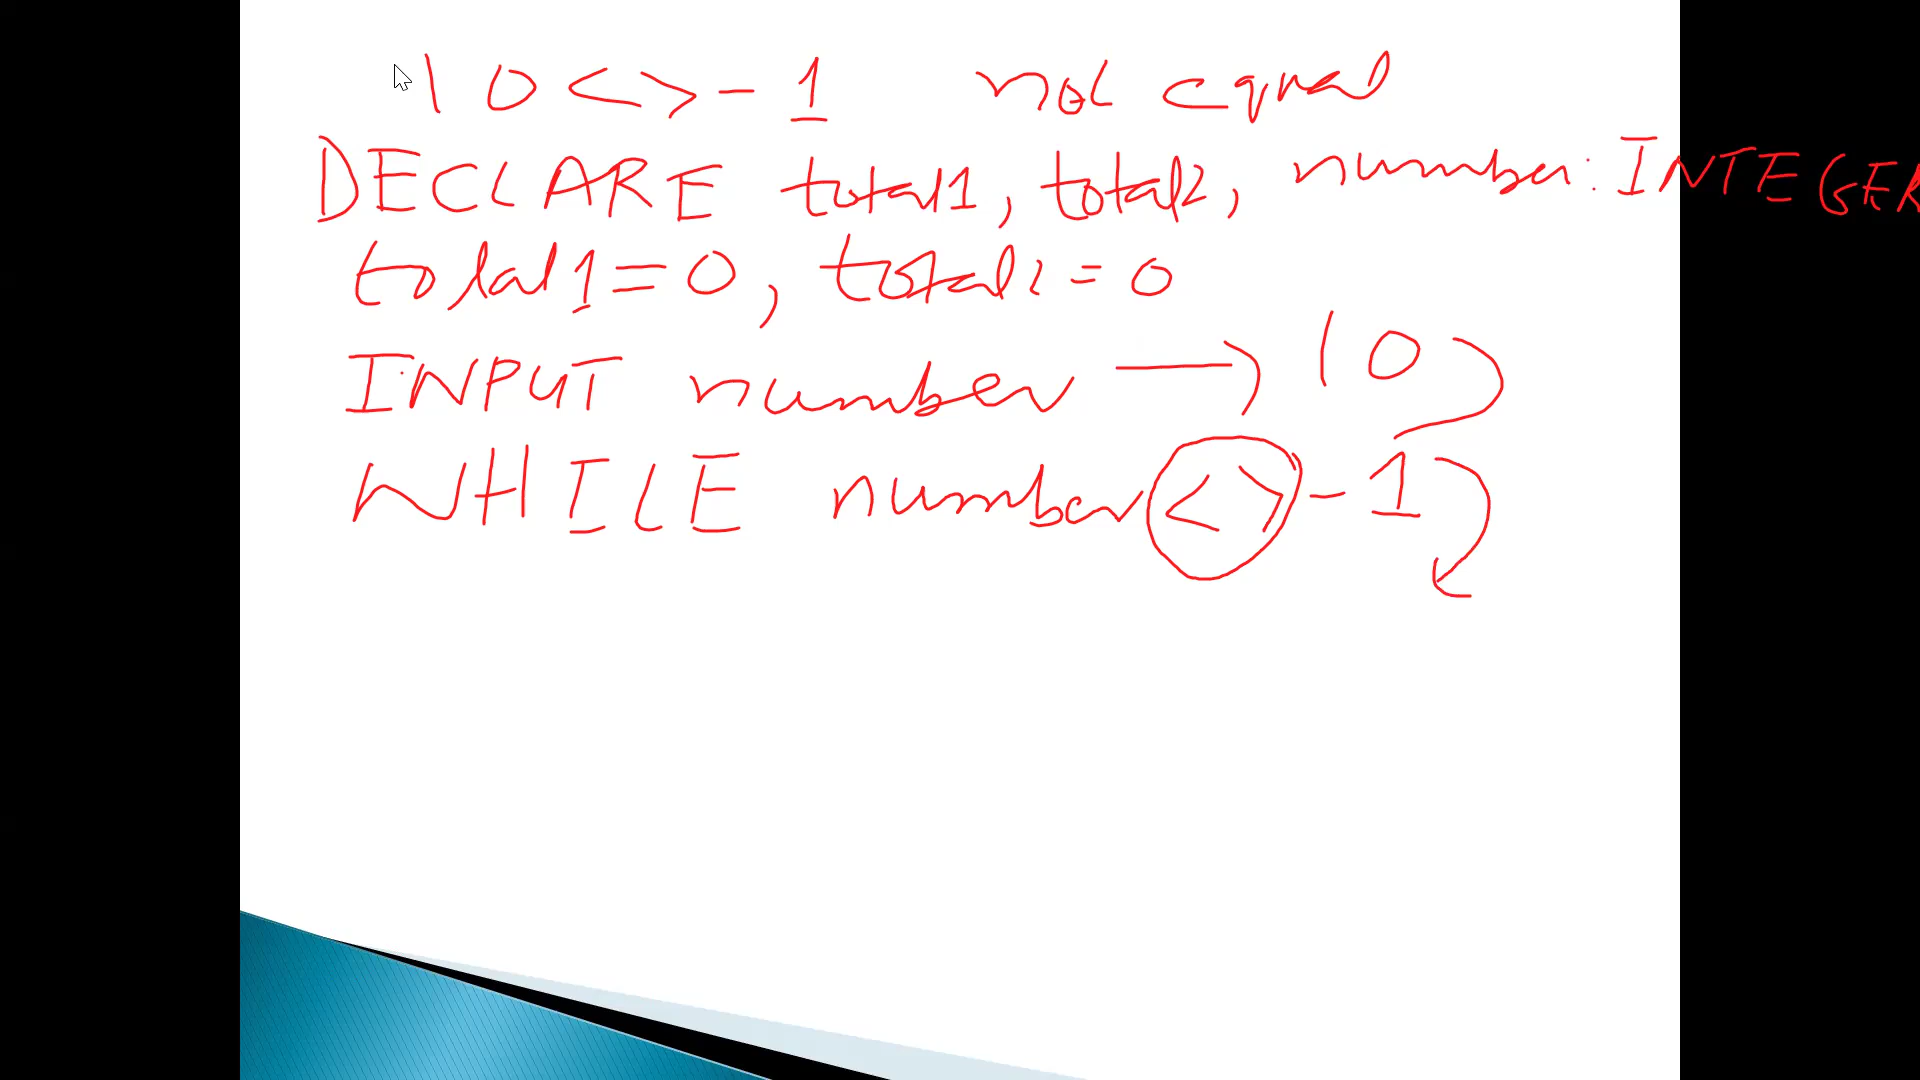 10 <> -1 not equal
DECLARE total1, total2, number: INTEGER
total1 = 0, total2 = 0
INPUT number → 10
WHILE number <> -1